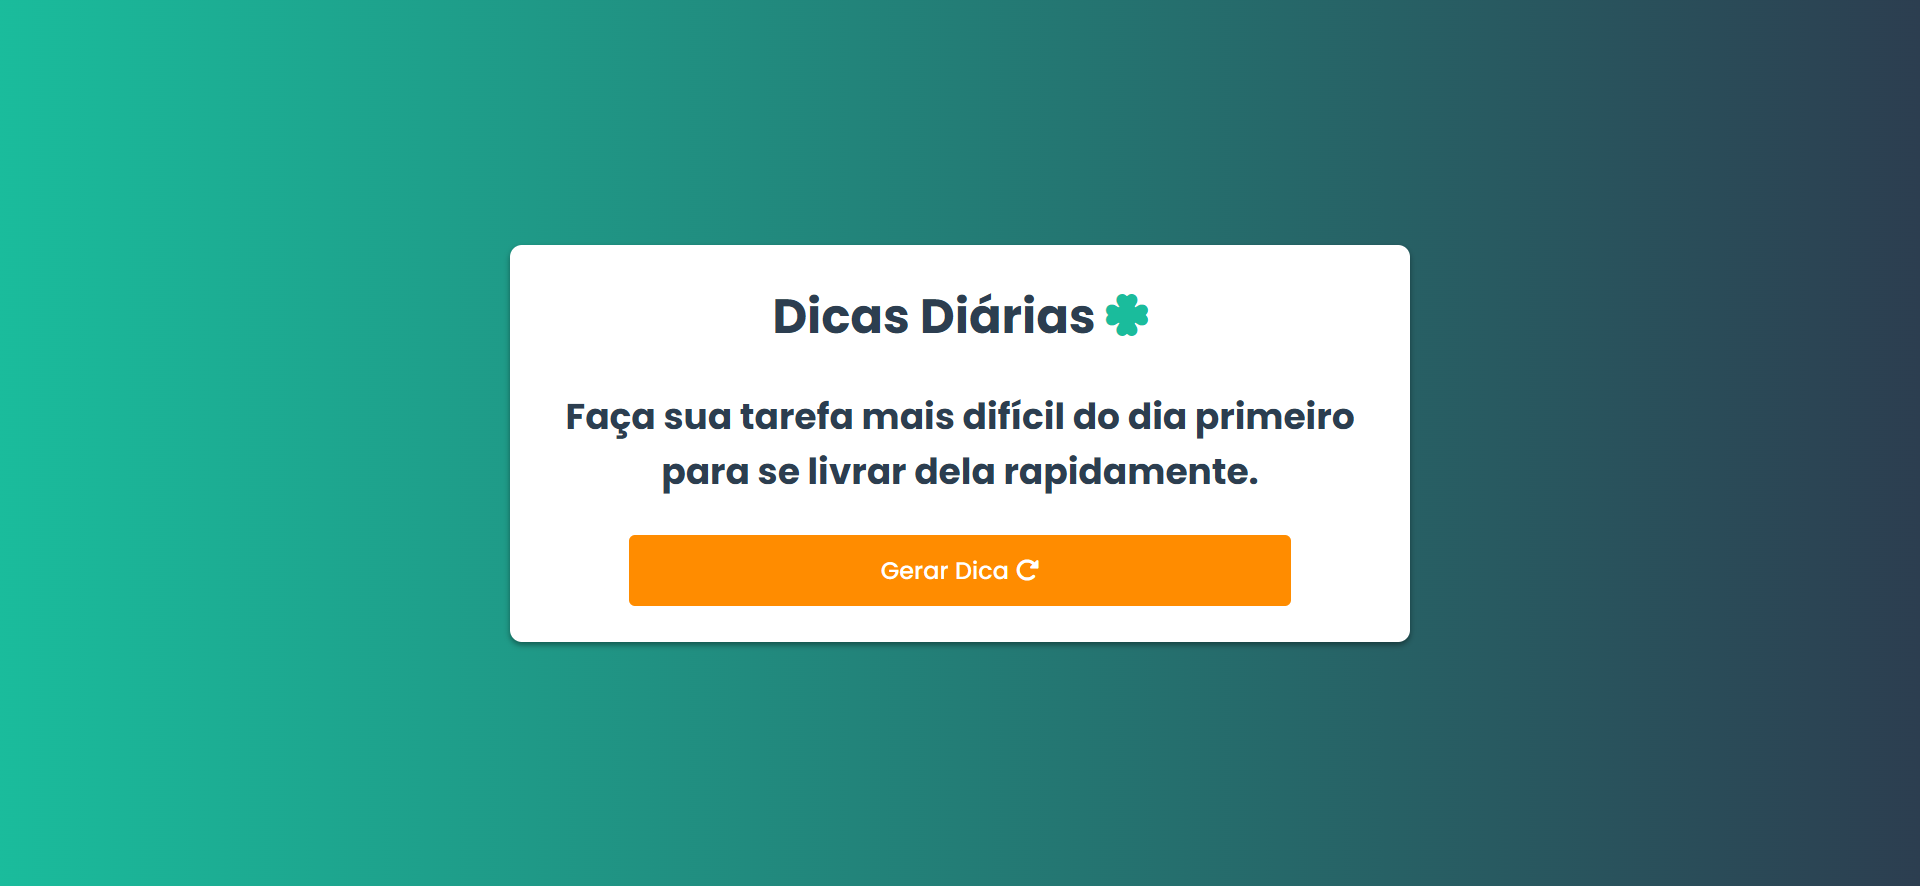 Dicas Diárias
Faça sua tarefa mais difícil do dia primeiro
para se livrar dela rapidamente.
Gerar Dica